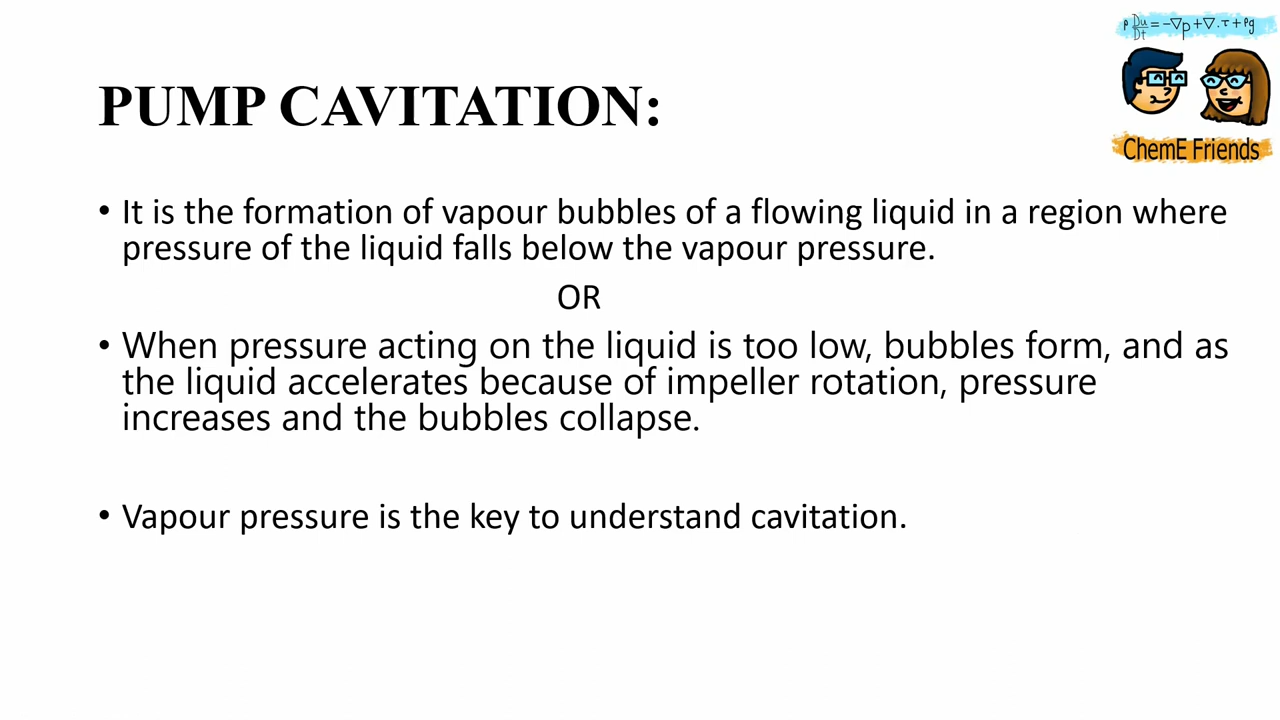 ρ Du/Dt = -∇p + ∇.τ + ρg
PUMP CAVITATION:
ChemE Friends
• It is the formation of vapour bubbles of a flowing liquid in a region where
pressure of the liquid falls below the vapour pressure.
OR
• When pressure acting on the liquid is too low, bubbles form, and as
the liquid accelerates because of impeller rotation, pressure
increases and the bubbles collapse.
• Vapour pressure is the key to understand cavitation.